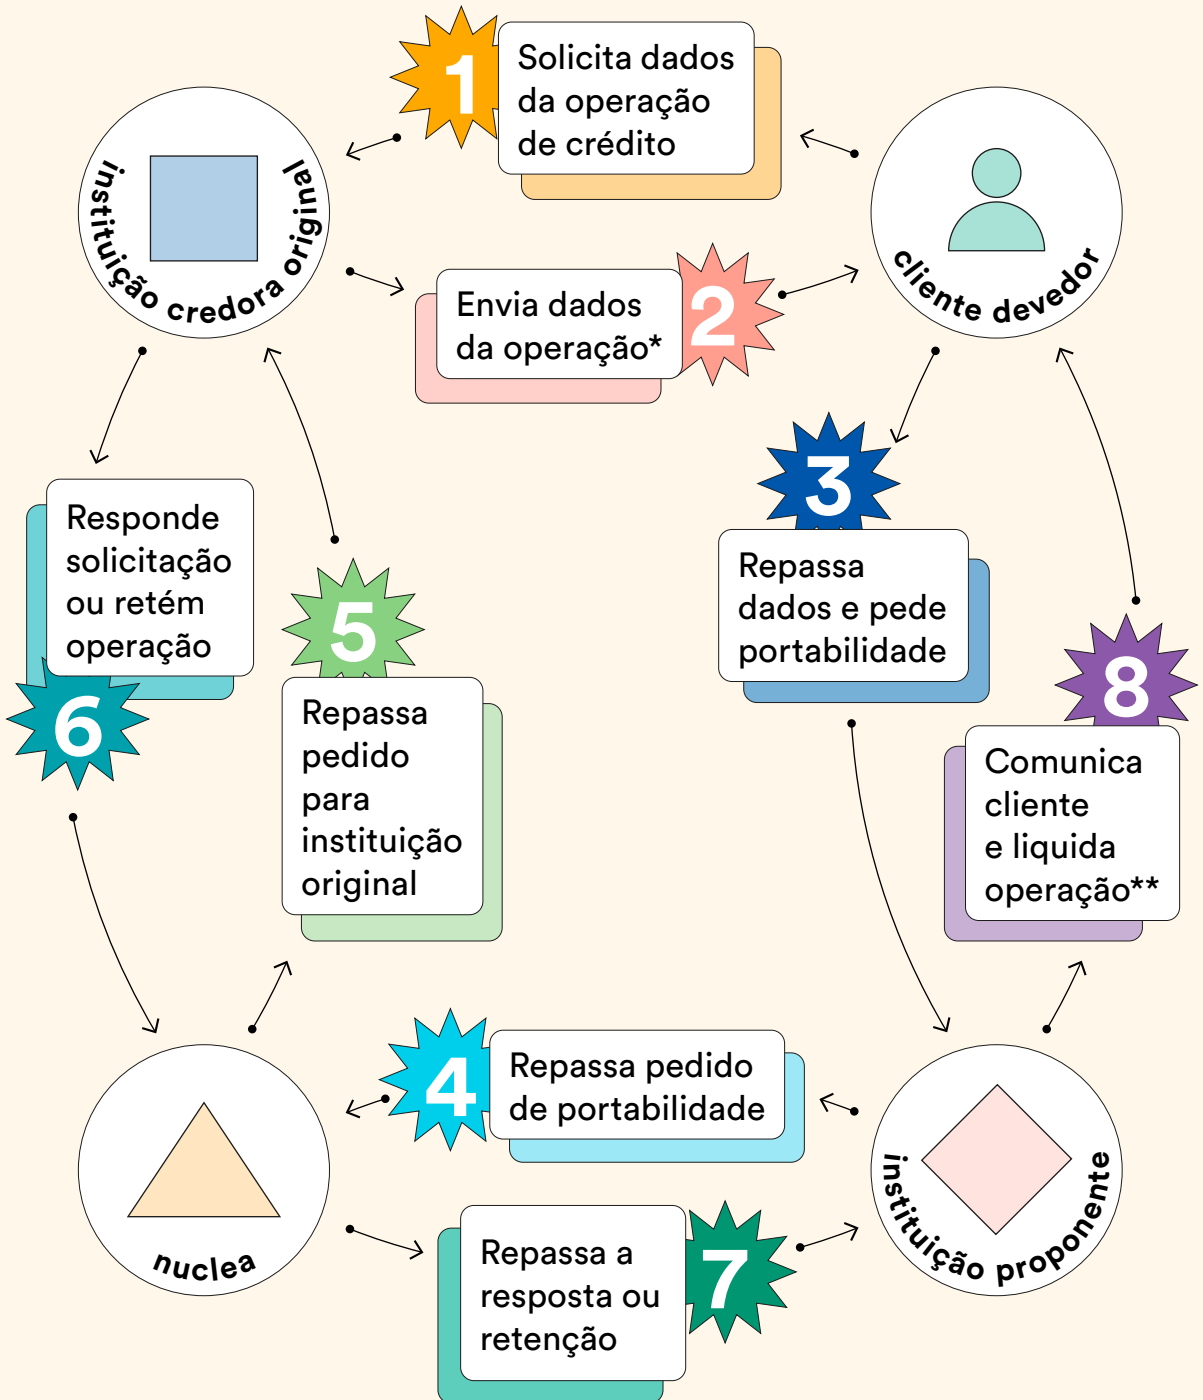 1
Solicita dados
da operação
de crédito
instituição credora original
cliente devedor
Envia dados
da operação*
2
3
Repassa
dados e pede
portabilidade
Responde
solicitação
ou retém
operação
6
5
Repassa
pedido
para
instituição
original
8
Comunica
cliente
e liquida
operação**
4
Repassa pedido
de portabilidade
nuclea
instituição proponente
Repassa a
resposta ou
retenção
7